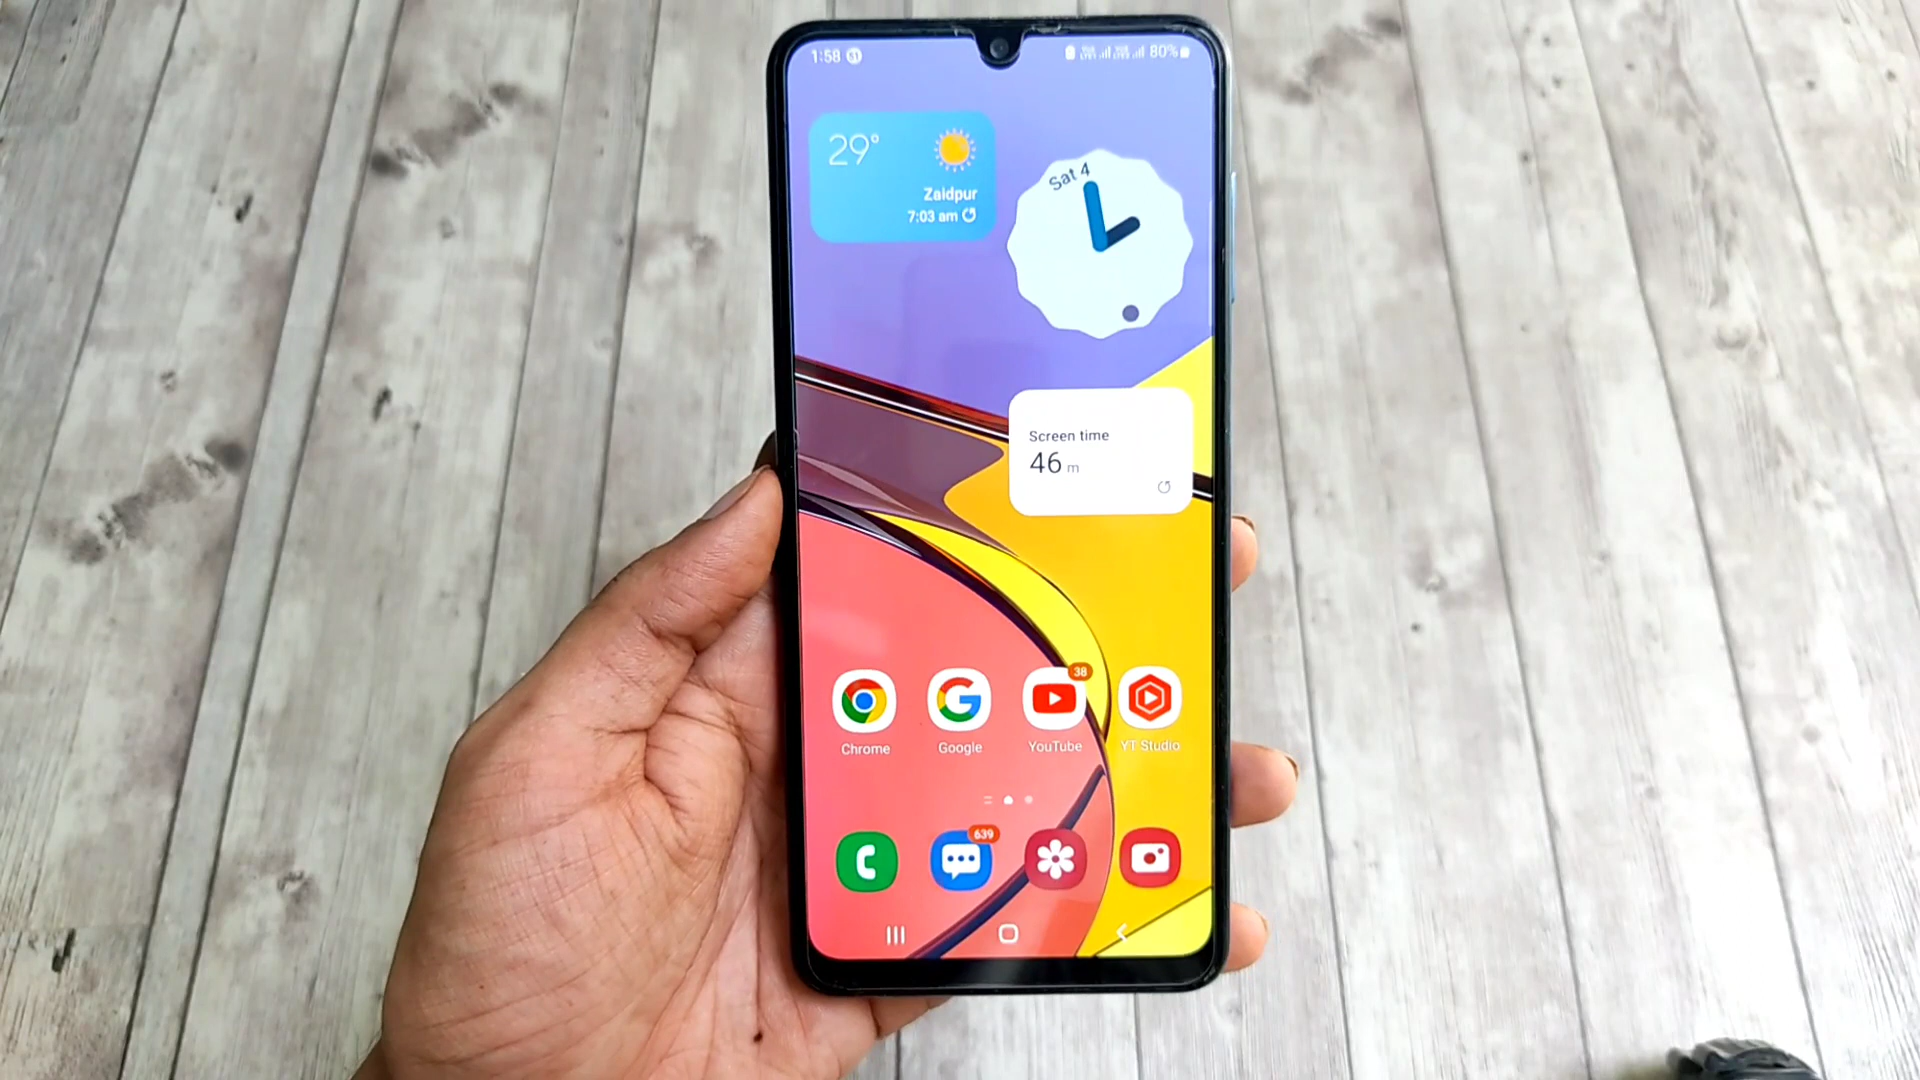 1:58
80%
29°
Zaidpur
7:03 am
Sat 4
Screen time
46 m
38
Chrome
Google
YouTube
YT Studio
639